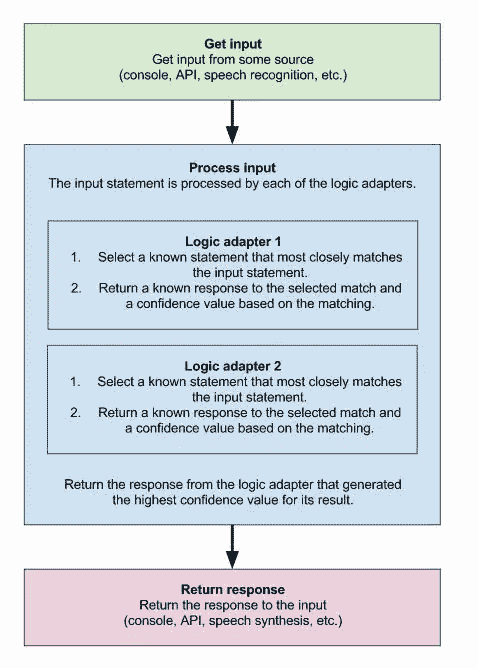 Get input
Get input from some source
(console, API, speech recognition, etc.)
Process input
The input statement is processed by each of the logic adapters.
Logic adapter 1
1. Select a known statement that most closely matches
the input statement.
2. Return a known response to the selected match and
a confidence value based on the matching.
Logic adapter 2
1. Select a known statement that most closely matches
the input statement.
2. Return a known response to the selected match and
a confidence value based on the matching.
Return the response from the logic adapter that generated
the highest confidence value for its result.
Return response
Return the response to the input
(console, API, speech synthesis, etc.)